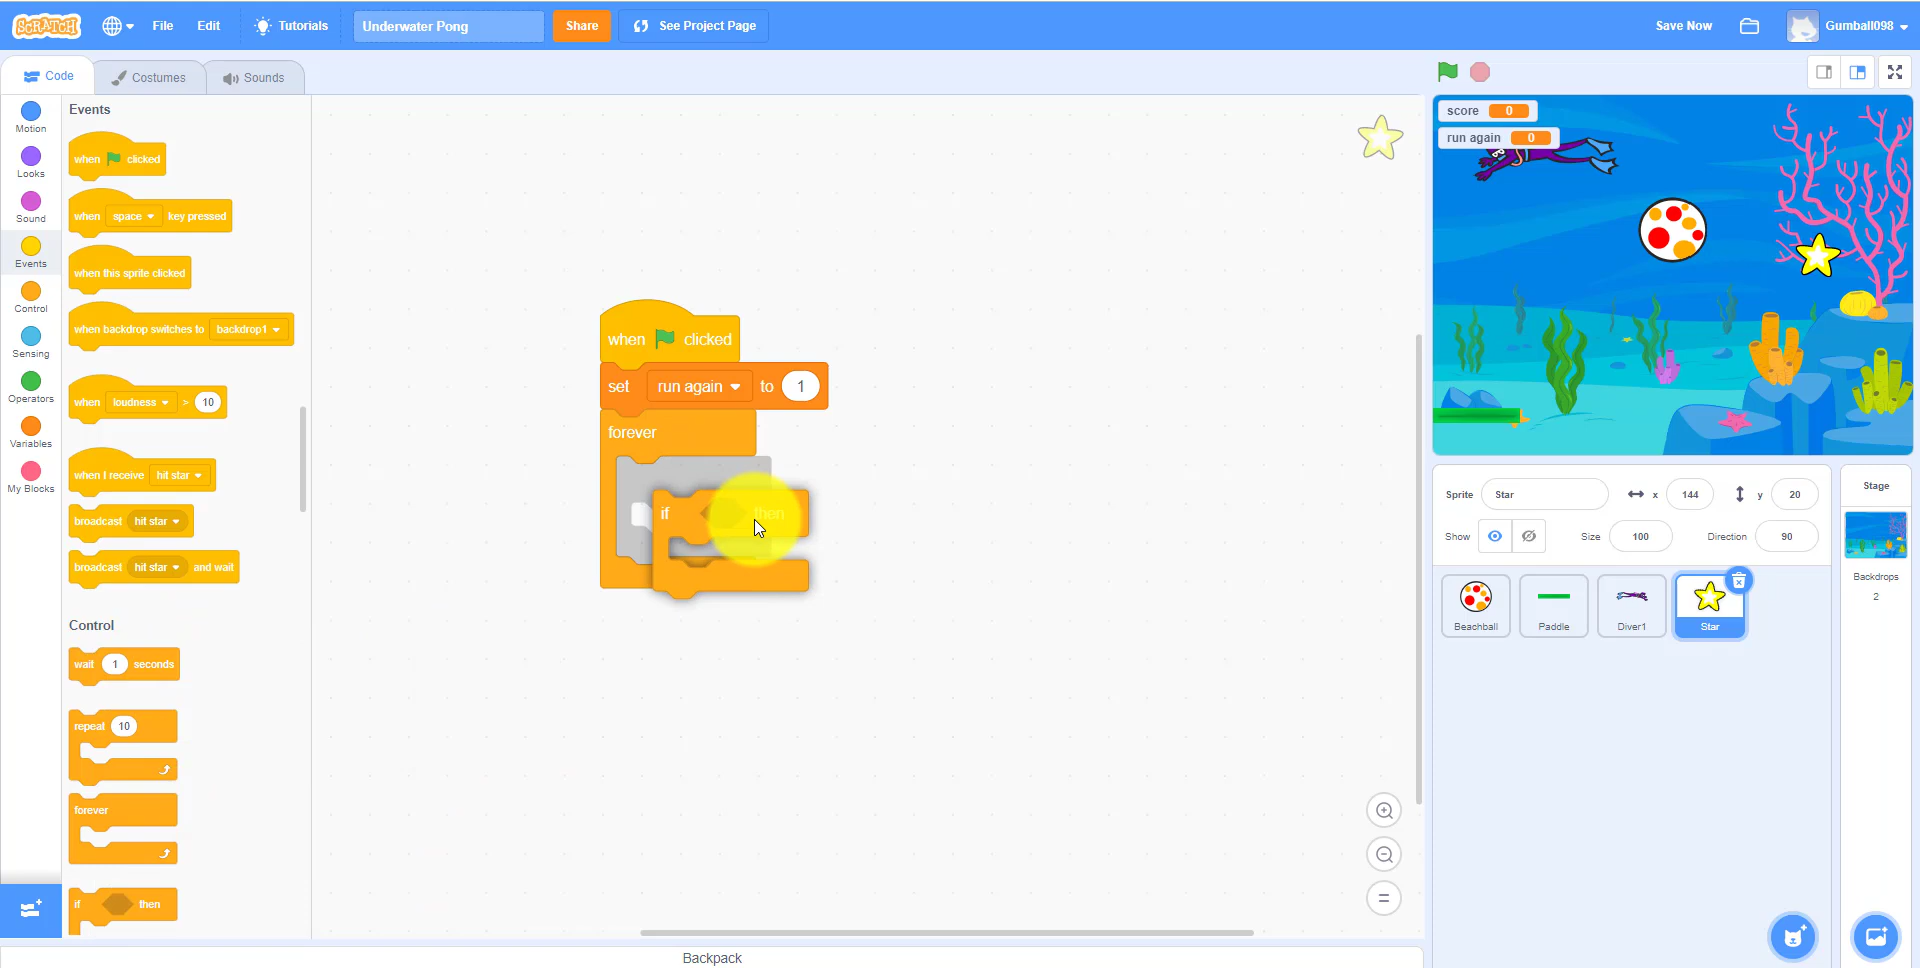 SCRATCH File Edit Tutorials Underwater Pong Share See Project Page Save Now Gumball098
Code Costumes Sounds
Motion
Looks
Sound
Events
Control
Sensing
Operators
Variables
My Blocks
Events
when clicked
when space key pressed
when this sprite clicked
when backdrop switches to backdrop1
when loudness > 10
when I receive hit star
broadcast hit star
broadcast hit star and wait
Control
wait 1 seconds
repeat 10
forever
if then
when clicked
set run again to 1
forever
if then
Backpack
score 0
run again 0
Sprite Star x 144 y 20
Show Size 100 Direction 90
Beachball Paddle Diver1 Star
Stage
Backdrops
2